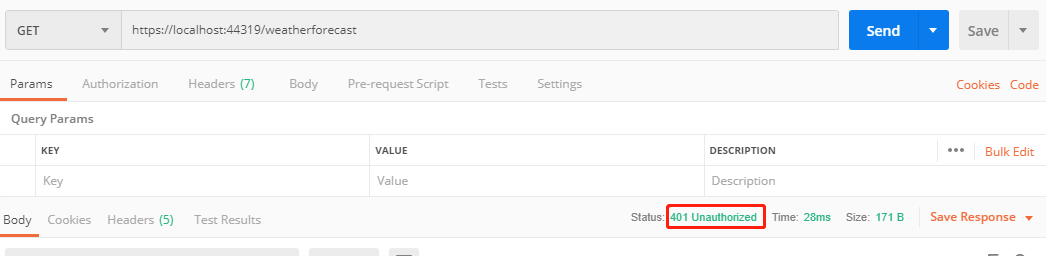 GET https://localhost:44319/weatherforecast Send Save
Params Authorization Headers (7) Body Pre-request Script Tests Settings Cookies Code
Query Params
KEY VALUE DESCRIPTION ••• Bulk Edit
Key Value Description
Body Cookies Headers (5) Test Results Status: 401 Unauthorized Time: 28ms Size: 171 B Save Response